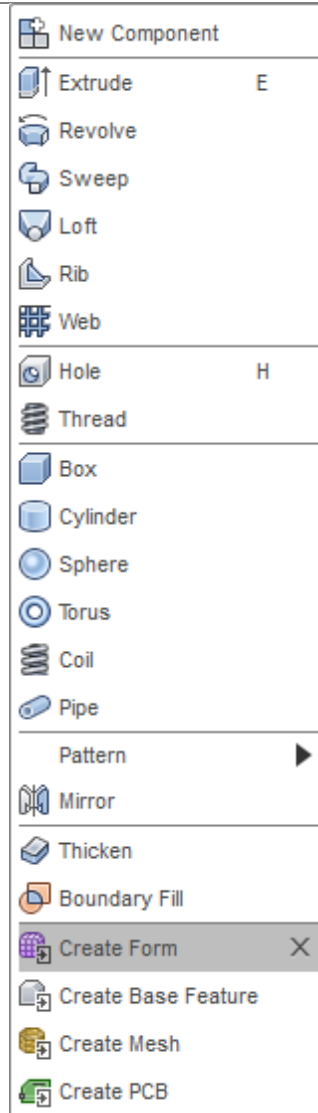 New Component
Extrude E
Revolve
Sweep
Loft
Rib
Web
Hole H
Thread
Box
Cylinder
Sphere
Torus
Coil
Pipe
Pattern
Mirror
Thicken
Boundary Fill
Create Form
Create Base Feature
Create Mesh
Create PCB